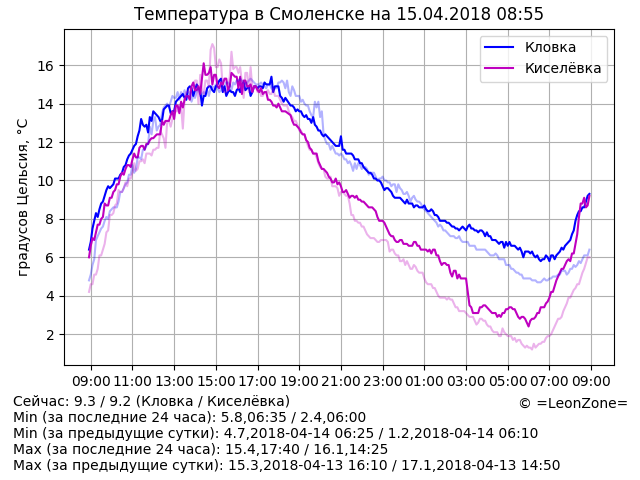 Температура в Смоленске на 15.04.2018 08:55
Кловка
Киселёвка
градусов Цельсия, °C
16
14
12
10
8
6
4
2
09:00 11:00 13:00 15:00 17:00 19:00 21:00 23:00 01:00 03:00 05:00 07:00 09:00
Сейчас: 9.3 / 9.2 (Кловка / Киселёвка)
© =LeonZone=
Min (за последние 24 часа): 5.8,06:35 / 2.4,06:00
Min (за предыдущие сутки): 4.7,2018-04-14 06:25 / 1.2,2018-04-14 06:10
Max (за последние 24 часа): 15.4,17:40 / 16.1,14:25
Max (за предыдущие сутки): 15.3,2018-04-13 16:10 / 17.1,2018-04-13 14:50